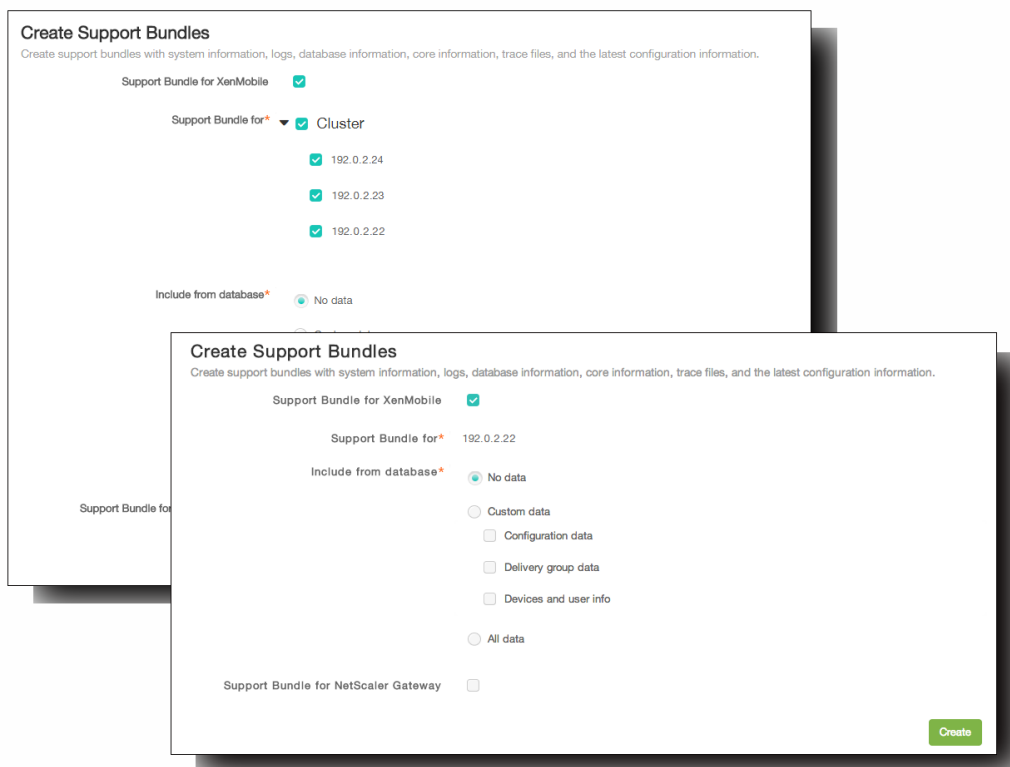 Create Support Bundles
Create support bundles with system information, logs, database information, core information, trace files, and the latest configuration information.
Support Bundle for XenMobile
Support Bundle for* Cluster
192.0.2.24
192.0.2.23
192.0.2.22
Include from database* No data
Support Bundle for
Create Support Bundles
Create support bundles with system information, logs, database information, core information, trace files, and the latest configuration information.
Support Bundle for XenMobile
Support Bundle for* 192.0.2.22
Include from database* No data
Custom data
Configuration data
Delivery group data
Devices and user info
All data
Support Bundle for NetScaler Gateway
Create